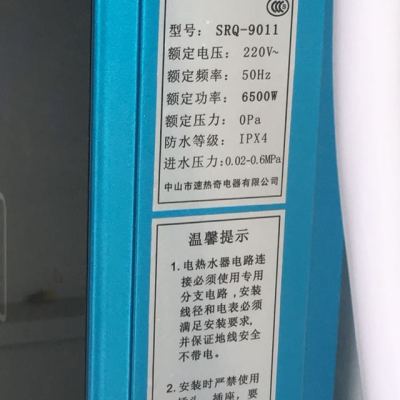 型号: SRQ-9011
额定电压: 220V~
额定频率: 50Hz
额定功率: 6500W
额定压力: 0Pa
防水等级: IPX4
进水压力: 0.02-0.6MPa
中山市速热奇电器有限公司
温馨提示
1. 电热水器电路连
接必须使用专用
分支电路,安装
线径和电表必须
满足安装要求,
并保证地线安全
不带电。
2. 安装时严禁使用
插头、插座,要